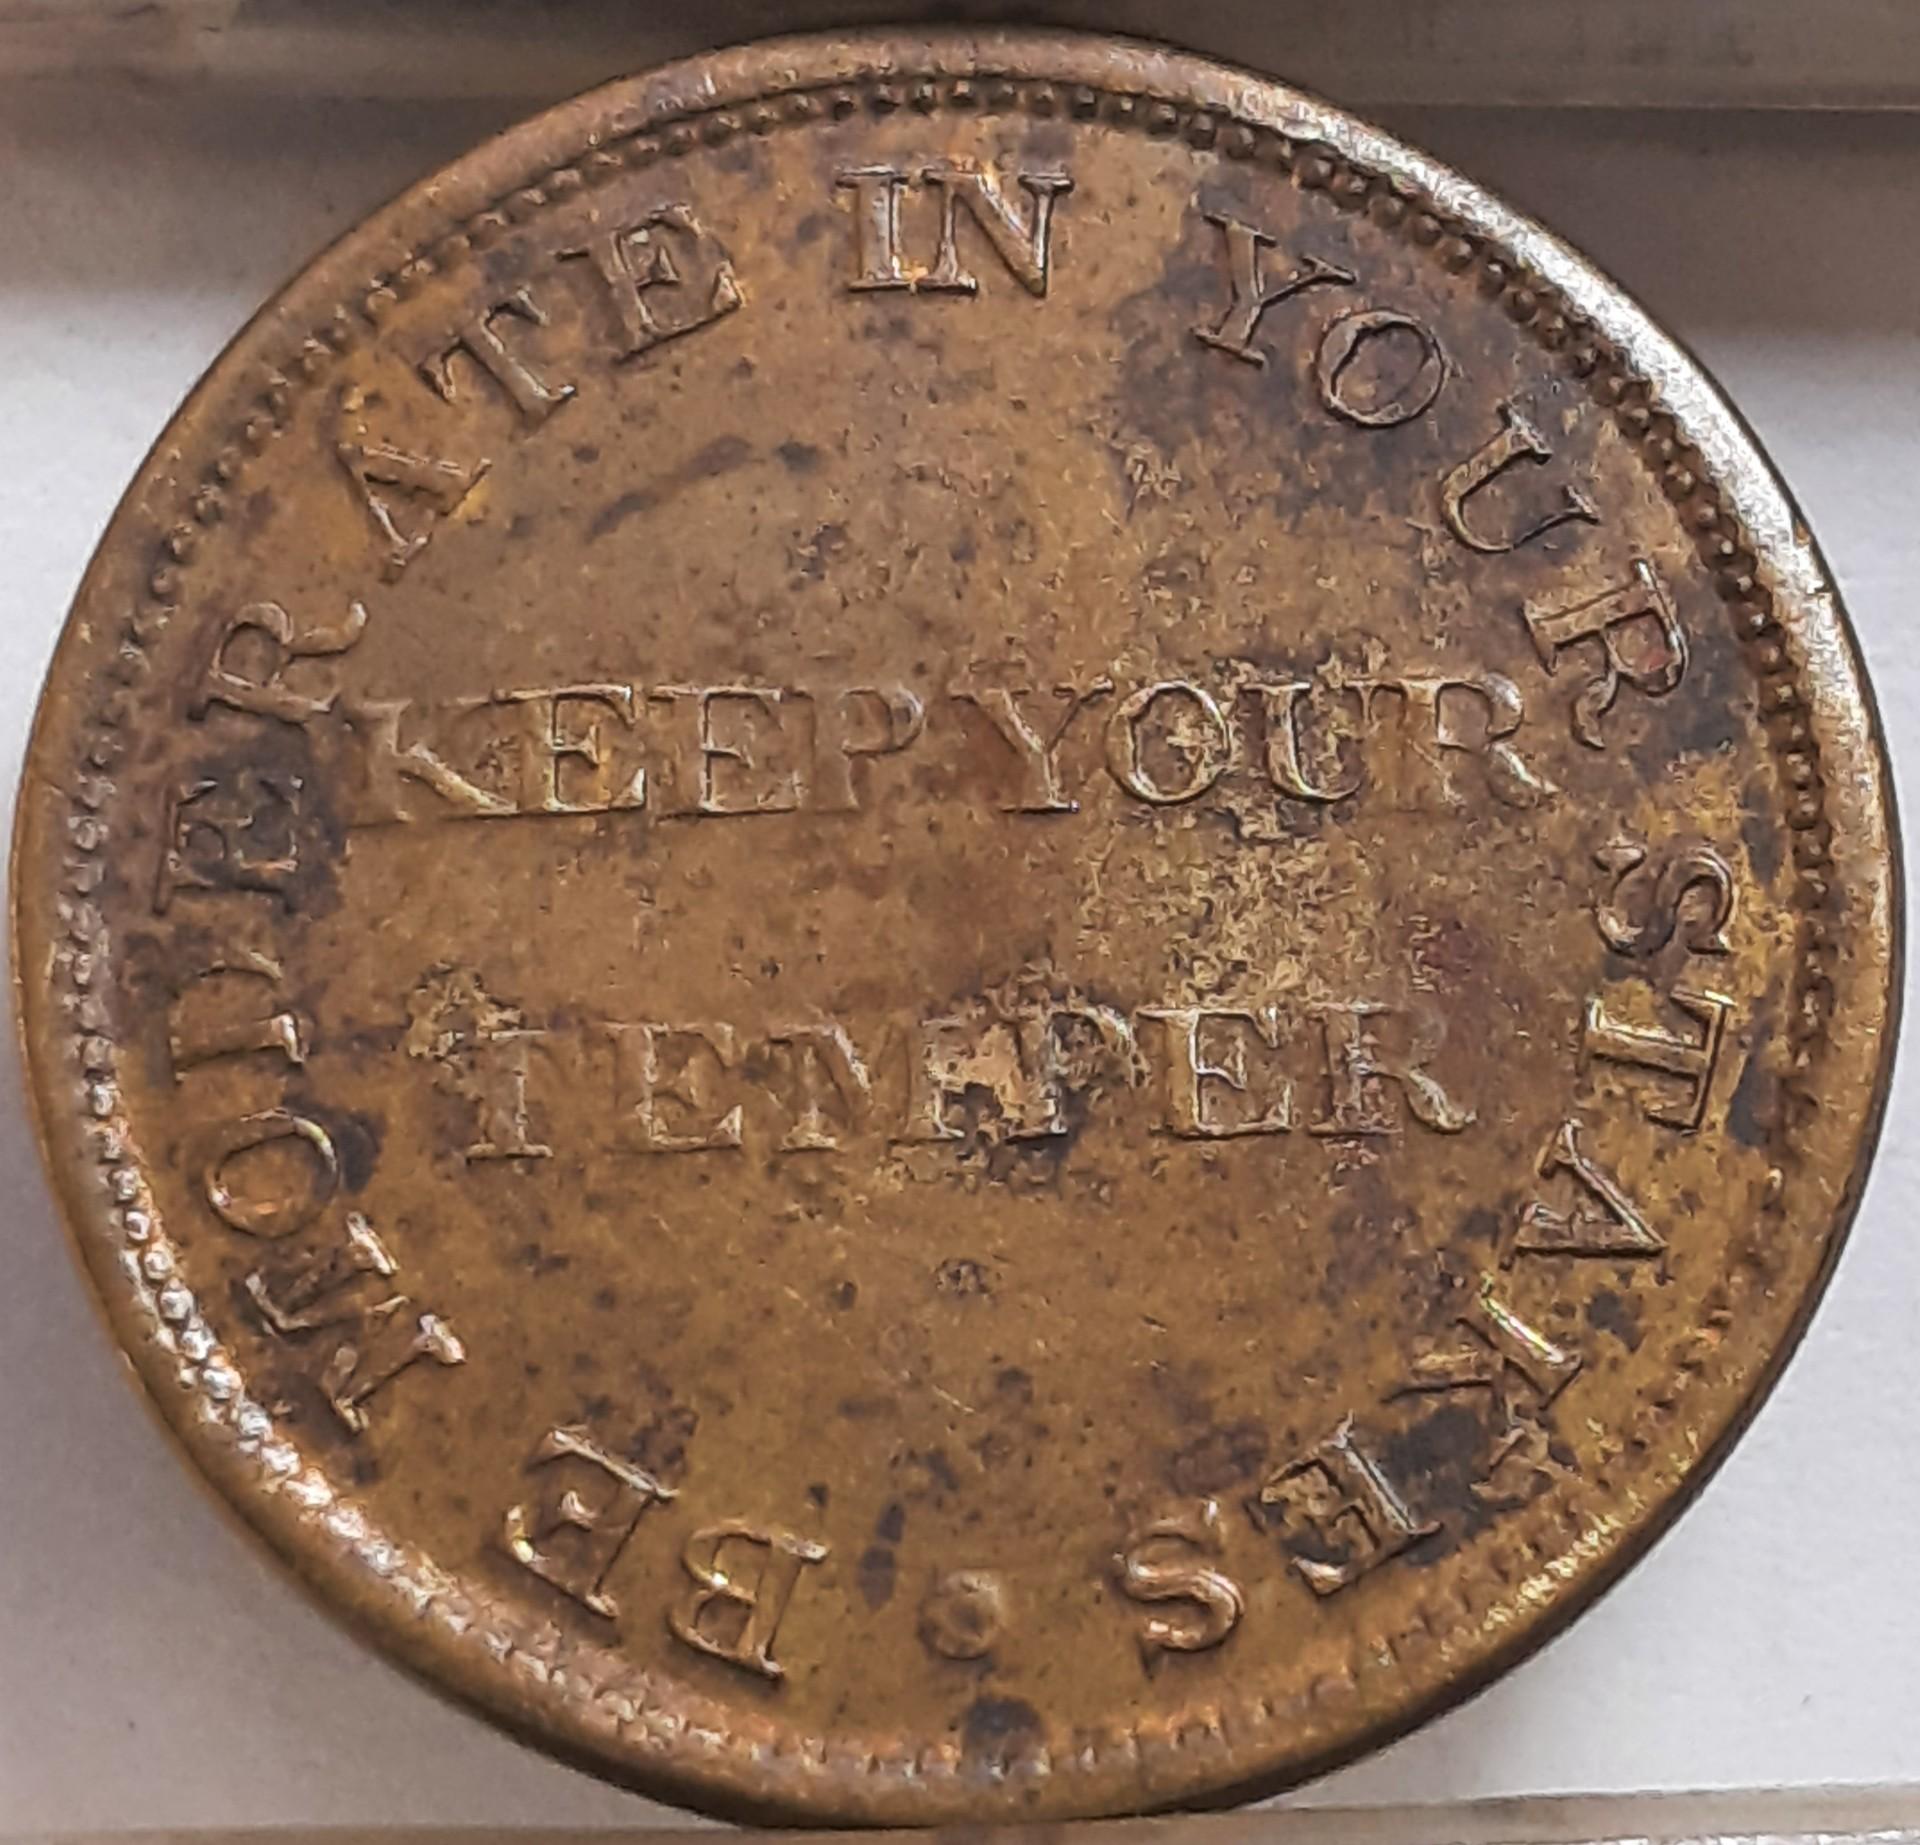 BE MODERATE IN YOUR STAKES
KEEP YOUR
TEMPER